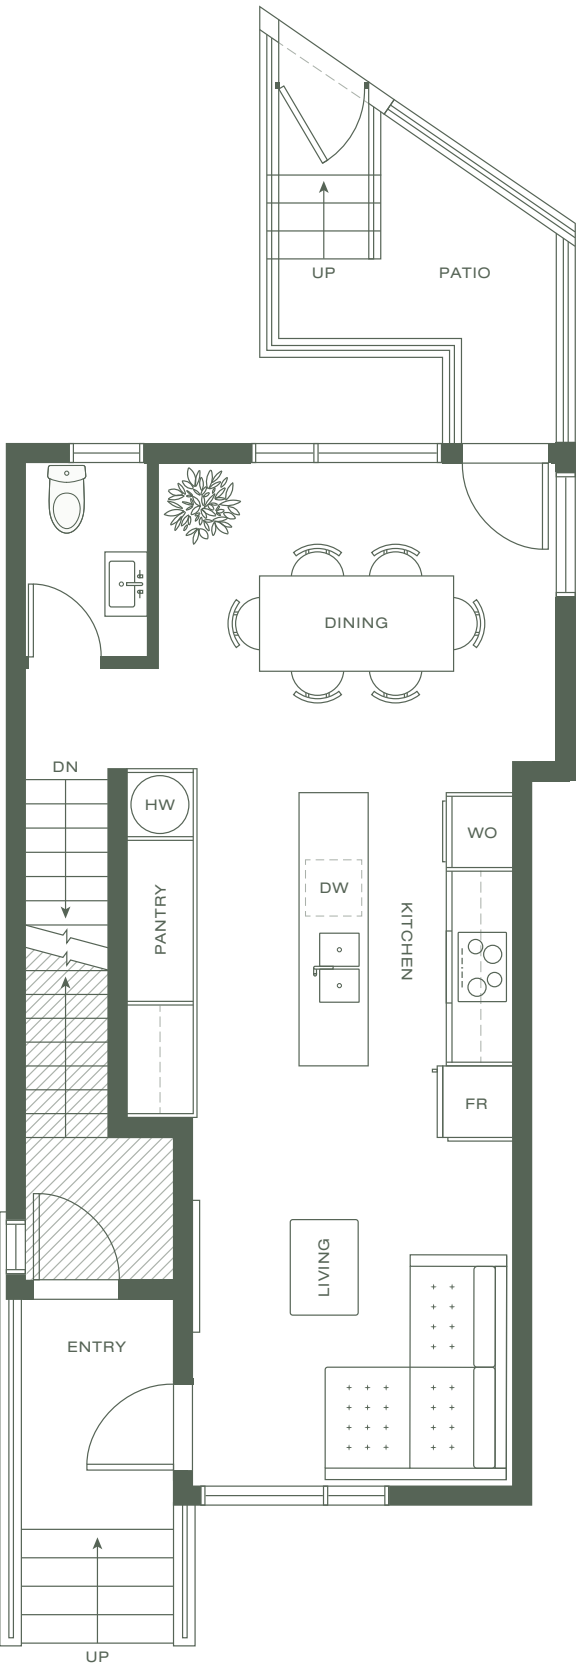 UP
PATIO
DINING
DN
HW
WO
DW
PANTRY
KITCHEN
FR
LIVING
ENTRY
UP